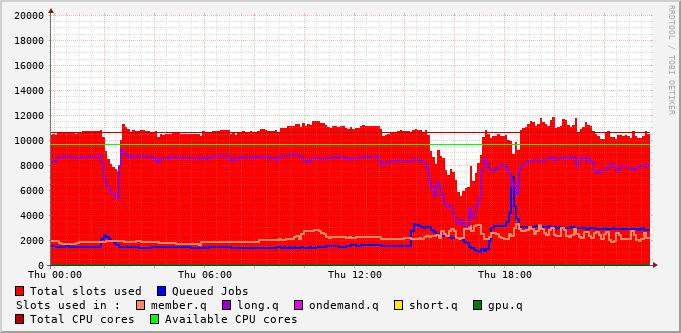 20000
18000
16000
14000
12000
10000
8000
6000
4000
2000
0
Thu 00:00 Thu 06:00 Thu 12:00 Thu 18:00
RRDTOOL / TOBI OETIKER
Total slots used Queued Jobs
Slots used in : member.q long.q ondemand.q short.q gpu.q
Total CPU cores Available CPU cores